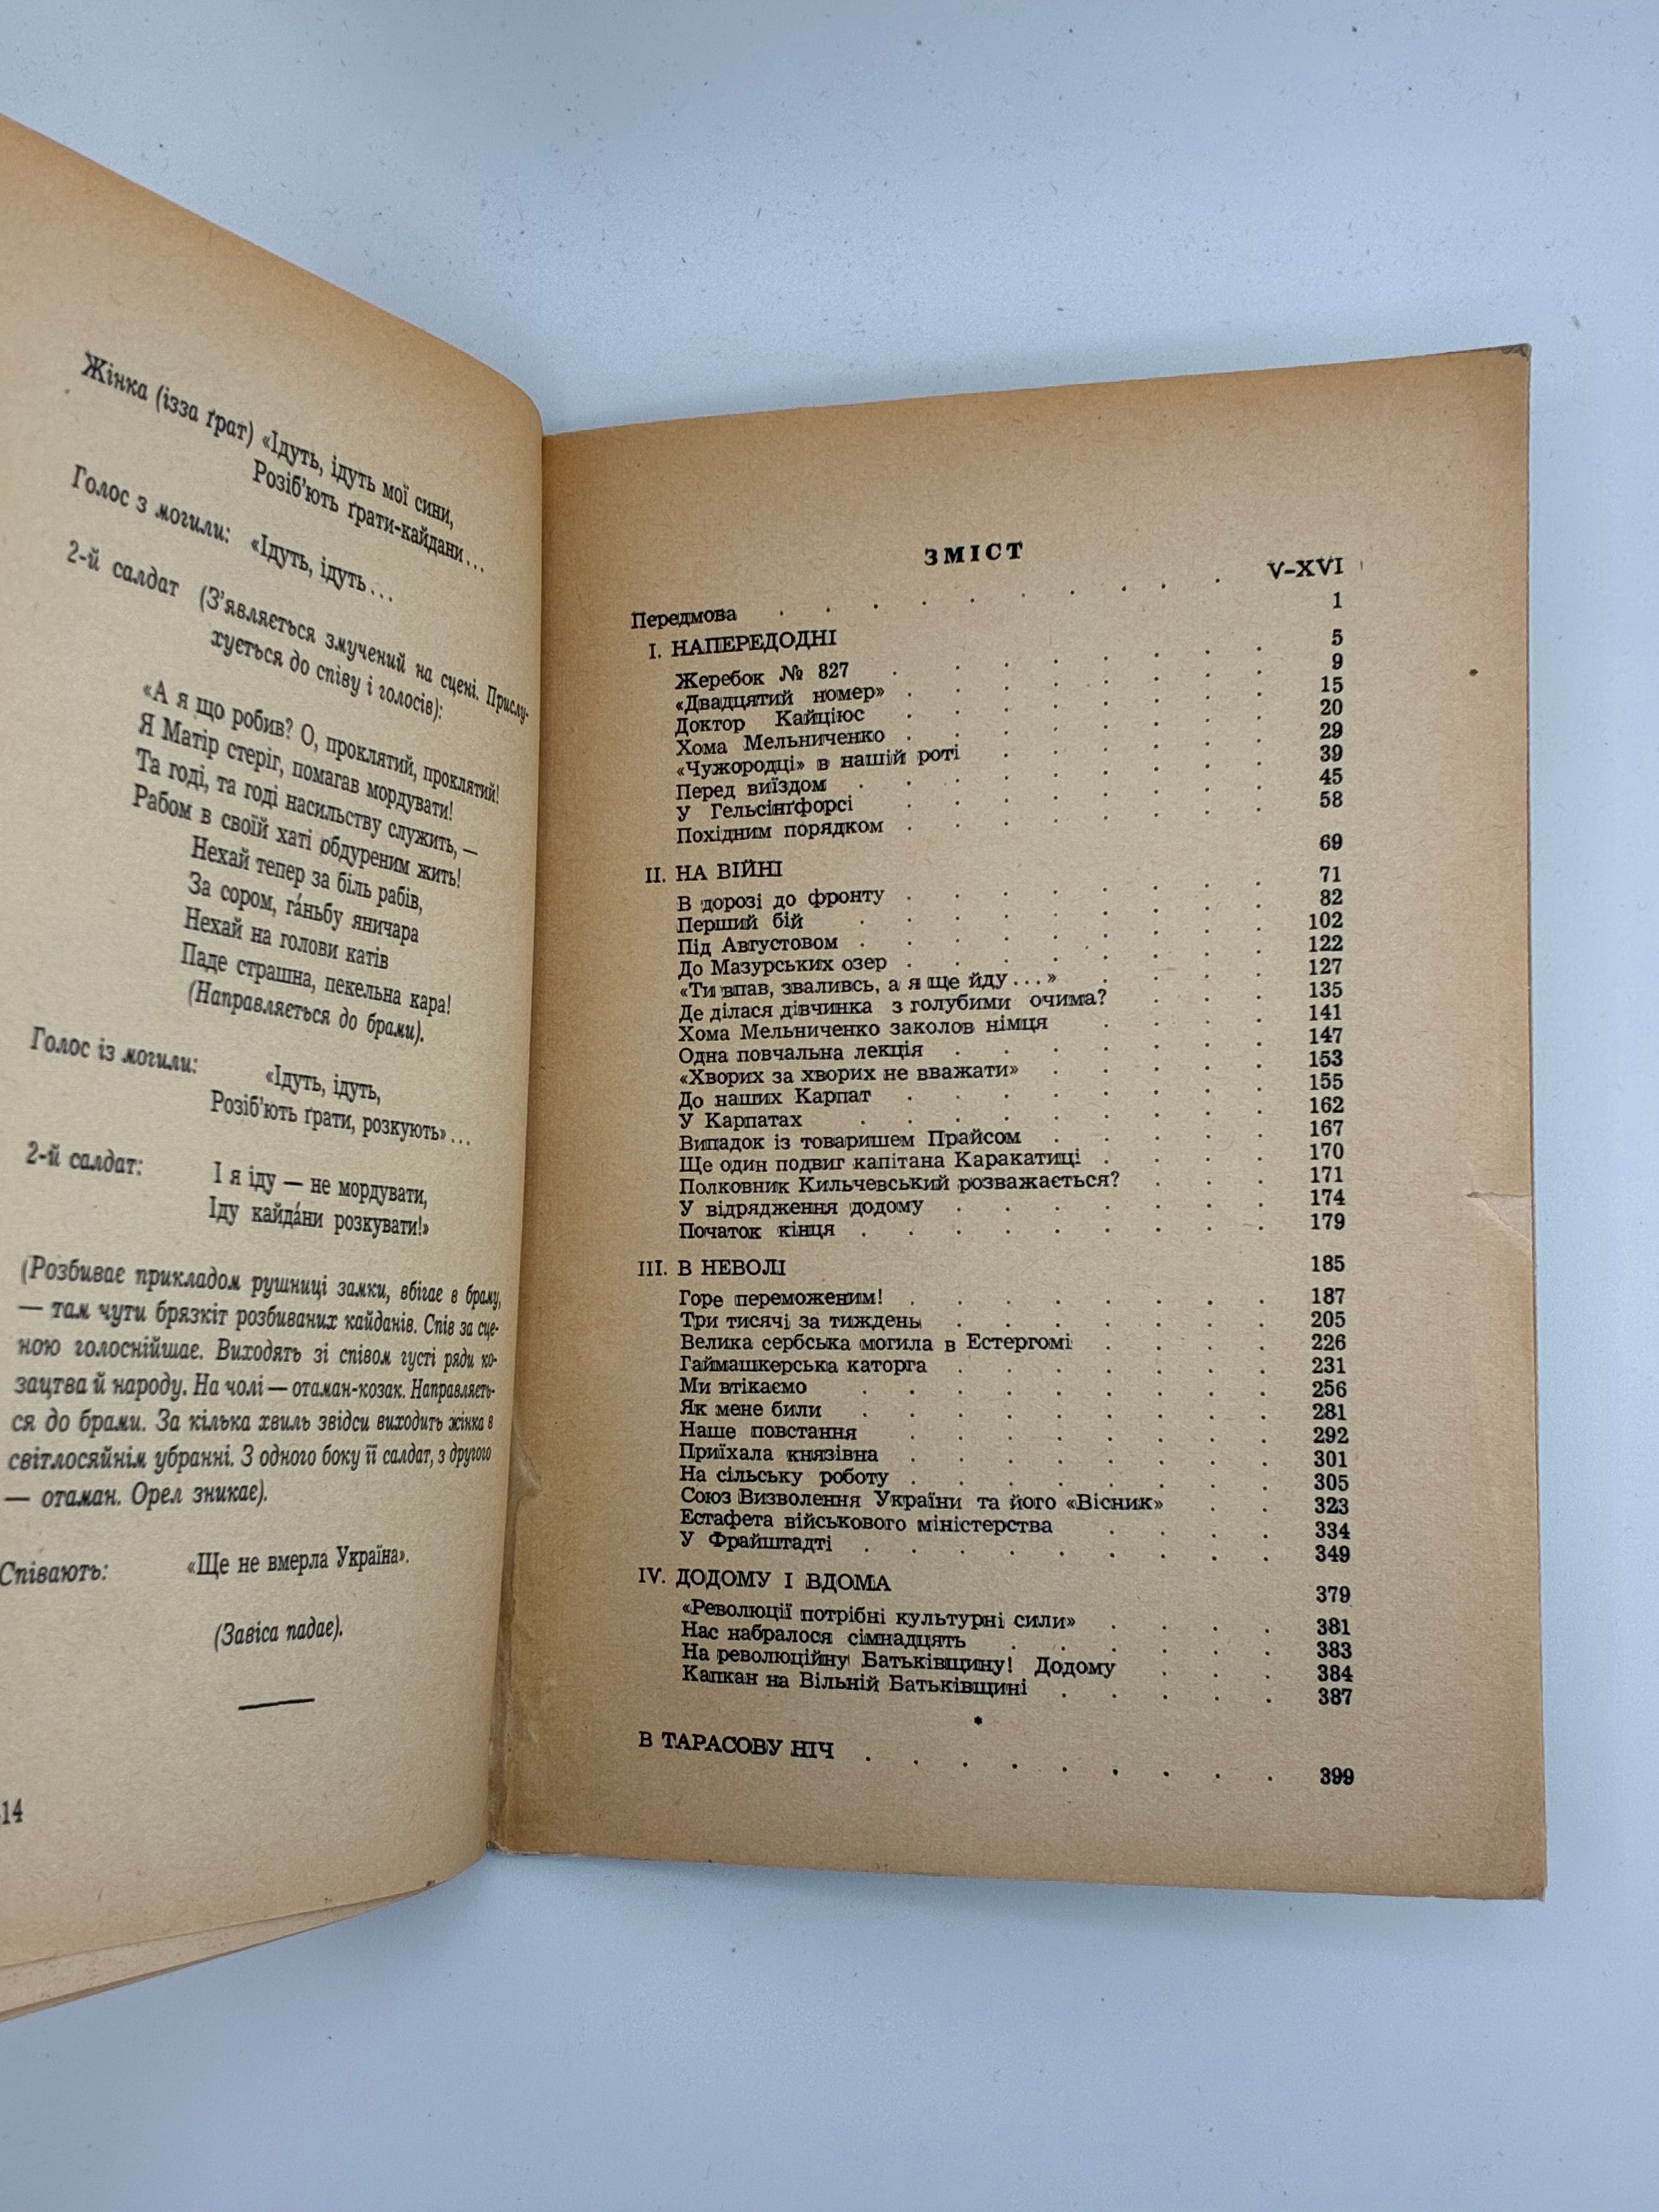 Жінка (ізза ґрат) «Ідуть, ідуть мої сини,
Розіб'ють ґрати-кайдани...
Голос з могили: «Ідуть, ідуть...
2-й салдат (З'являється змучений на сцені. Прислу-
хується до співу і голосів):
«А я що робив? О, проклятий, проклятий!
Я Матір стеріг, помагав мордувати!
Та годі, та годі насильству служить, —
Рабом в своїй хаті обдуреним жить!
Нехай тепер за біль рабів,
За сором, га́ньбу яничара
Нехай на голови катів
Паде страшна, пекельна кара!
(Направляється до брами).
Голос із могили: «Ідуть, ідуть,
Розіб'ють ґрати, розкують»...
2-й салдат: І я іду — не мордувати,
Іду кайда́ни розкувати!»
(Розбиває прикладом рушниці замки, вбігає в браму,
— там чути брязкіт розбиваних кайданів. Спів за сце-
ною голоснійшає. Виходять зі співом густі ряди ко-
зацтва й народу. На чолі — отаман-козак. Направляєть-
ся до брами. За кілька хвиль звідси виходить жінка в
світлосяйнім убранні. З одного боку її салдат, з другого
— отаман. Орел зникає).
Співають: «Ще не вмерла Україна».
(Завіса падає).
14
ЗМІСТ
Передмова . . . . . . . . . V–XVI
I. НАПЕРЕДОДНІ 1
Жеребок № 827 . . . . . . . . 5
«Двадцятий номер» . . . . . . . . 9
Доктор Кайціюс . . . . . . . . 15
Хома Мельниченко . . . . . . . . 20
«Чужородці» в нашій роті . . . . . . 29
Перед виїздом . . . . . . . . . 39
У Гельсінґфорсі . . . . . . . . 45
Похідним порядком . . . . . . . . 58
II. НА ВІЙНІ 69
В дорозі до фронту . . . . . . . . 71
Перший бій . . . . . . . . . 82
Під Августовом . . . . . . . . . 102
До Мазурських озер . . . . . . . . 122
«Ти впав, зваливсь, а я ще йду...» . . . . 127
Де ділася дівчинка з голубими очима? . . . 135
Хома Мельниченко заколов німця . . . . 141
Одна повчальна лекція . . . . . . . 147
«Хворих за хворих не вважати» . . . . . 153
До наших Карпат . . . . . . . . 155
У Карпатах . . . . . . . . . 162
Випадок із товаришем Прайсом . . . . . 167
Ще один подвиг капітана Каракатиці . . . . 170
Полковник Кильчевський розважається? . . . 171
У відрядження додому . . . . . . . 174
Початок кінця . . . . . . . . . 179
III. В НЕВОЛІ 185
Горе переможеним! . . . . . . . . 187
Три тисячі за тиждень . . . . . . . 205
Велика сербська могила в Естергомі . . . . 226
Гаймашкерська каторга . . . . . . . 231
Ми втікаємо . . . . . . . . . 256
Як мене били . . . . . . . . . 281
Наше повстання . . . . . . . . 292
Приїхала князівна . . . . . . . . 301
На сільську роботу . . . . . . . . 305
Союз Визволення України та його «Вісник» . . 323
Естафета військового міністерства . . . . 334
У Фрайштадті . . . . . . . . . 349
IV. ДОДОМУ І ВДОМА 379
«Революції потрібні культурні сили» . . . . 381
Нас набралося сімнадцять . . . . . . 383
На революційну Батьківщину! Додому . . . 384
Капкан на Вільній Батьківщині . . . . . 387
*
В ТАРАСОВУ НІЧ . . . . . . . . . 399